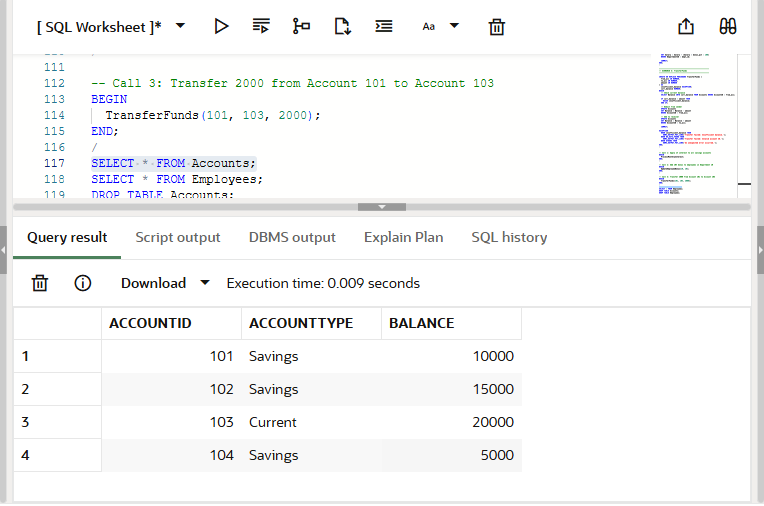 [ SQL Worksheet ]*
Aa
111
112 -- Call 3: Transfer 2000 from Account 101 to Account 103
113 BEGIN
114 TransferFunds(101, 103, 2000);
115 END;
116 /
117 SELECT * FROM Accounts;
118 SELECT * FROM Employees;
119 DROP TABLE Accounts;
Query result Script output DBMS output Explain Plan SQL history
Download Execution time: 0.009 seconds
ACCOUNTID ACCOUNTTYPE BALANCE
1 101 Savings 10000
2 102 Savings 15000
3 103 Current 20000
4 104 Savings 5000